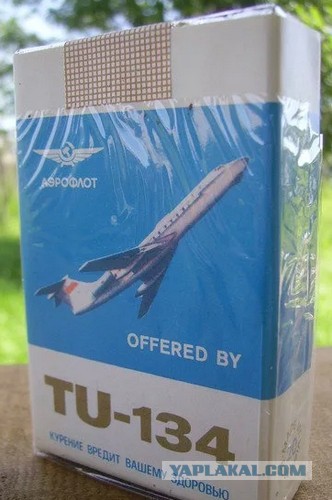 АЭРОФЛОТ
OFFERED BY
TU-134
КУРЕНИЕ ВРЕДИТ ВАШЕМУ ЗДОРОВЬЮ
YAPLAKAL.COM